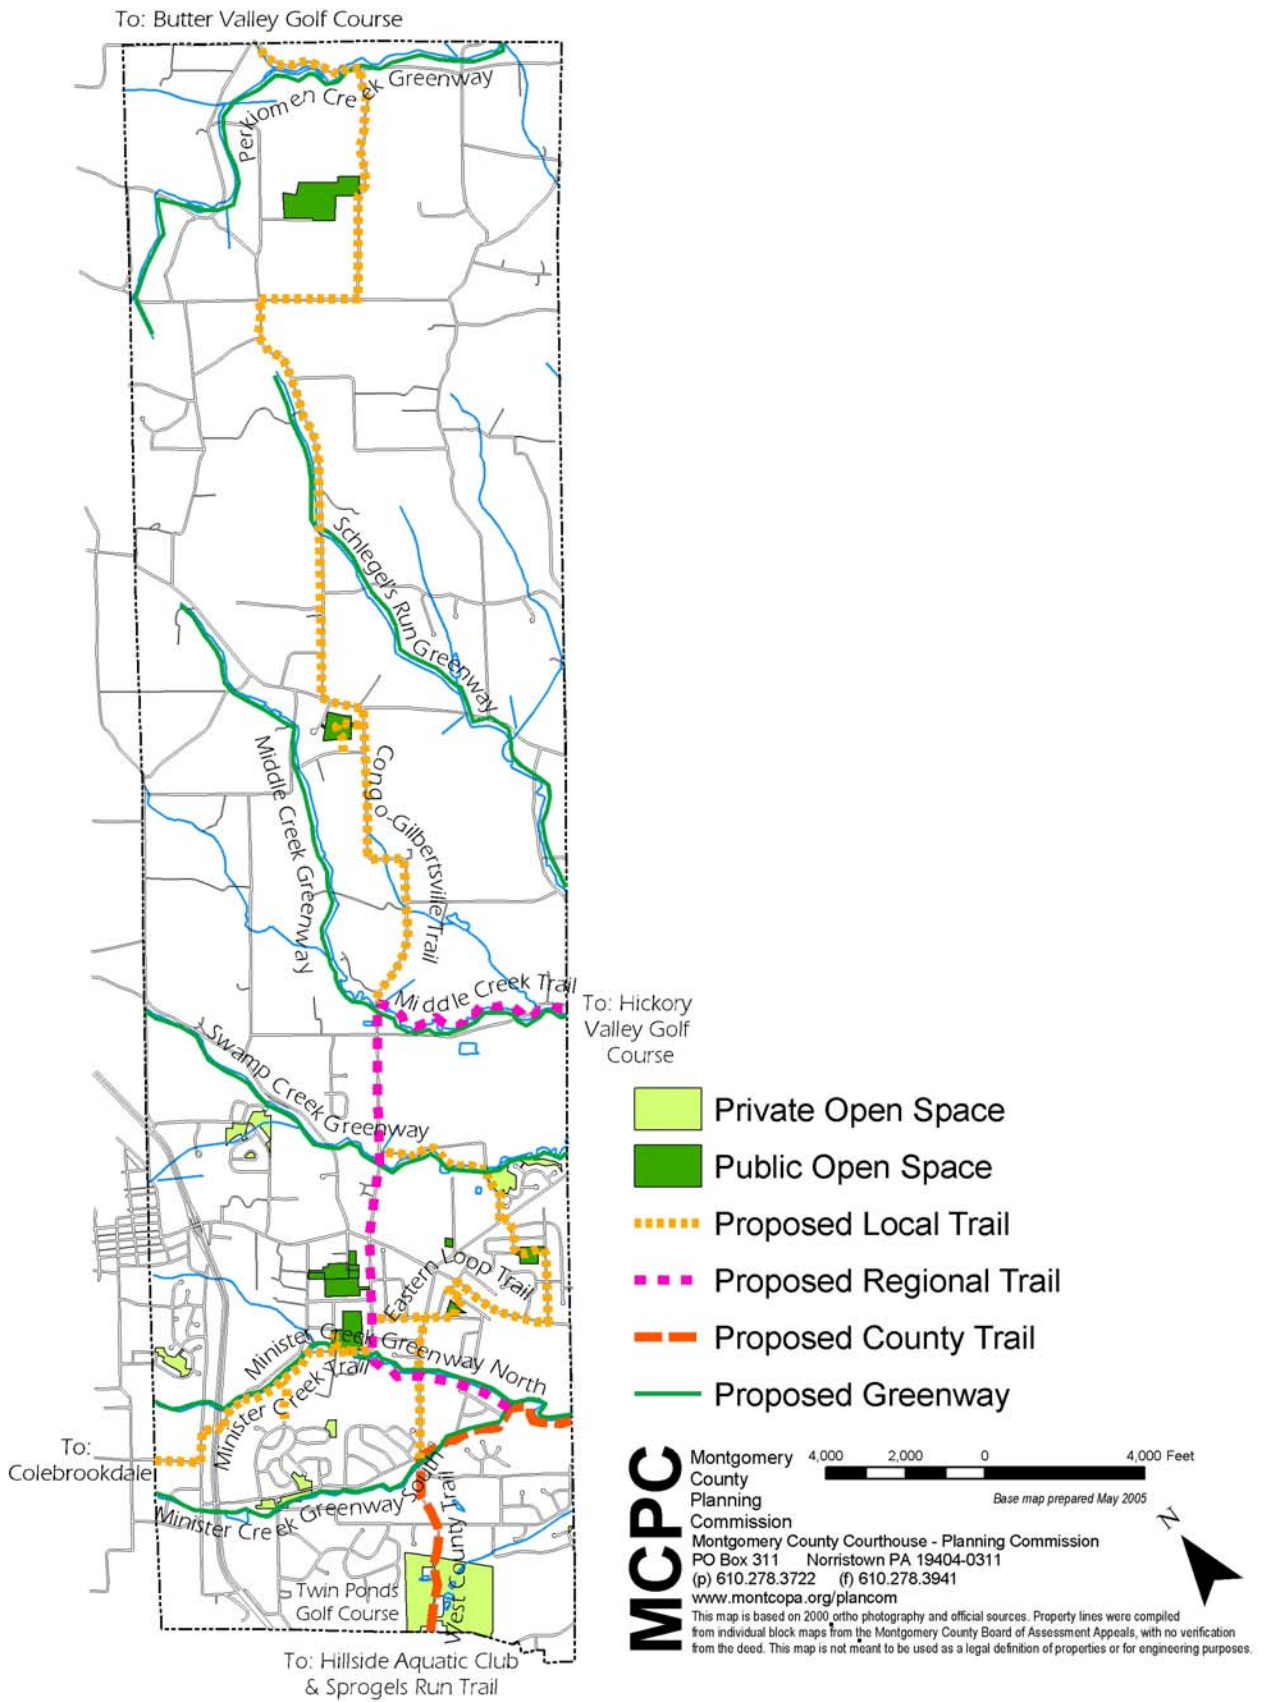 To: Butter Valley Golf Course
Perkiomen Creek Greenway
Schlegel's Run Greenway
Middle Creek Greenway
Congo-Gilbertsville Trail
Middle Creek Trail
To: Hickory
Valley Golf
Course
Swamp Creek Greenway
Eastern Loop Trail
Minister Creek Greenway North
Minister Creek Trail
To:
Colebrookdale
Minister Creek Greenway South
West County Trail
Twin Ponds
Golf Course
To: Hillside Aquatic Club
& Sprogels Run Trail
Private Open Space
Public Open Space
Proposed Local Trail
Proposed Regional Trail
Proposed County Trail
Proposed Greenway
MCPC
Montgomery
County
Planning
Commission
4,000 2,000 0 4,000 Feet
Base map prepared May 2005
N
Montgomery County Courthouse - Planning Commission
PO Box 311 Norristown PA 19404-0311
(p) 610.278.3722 (f) 610.278.3941
www.montcopa.org/plancom
This map is based on 2000 ortho photography and official sources. Property lines were compiled
from individual block maps from the Montgomery County Board of Assessment Appeals, with no verification
from the deed. This map is not meant to be used as a legal definition of properties or for engineering purposes.